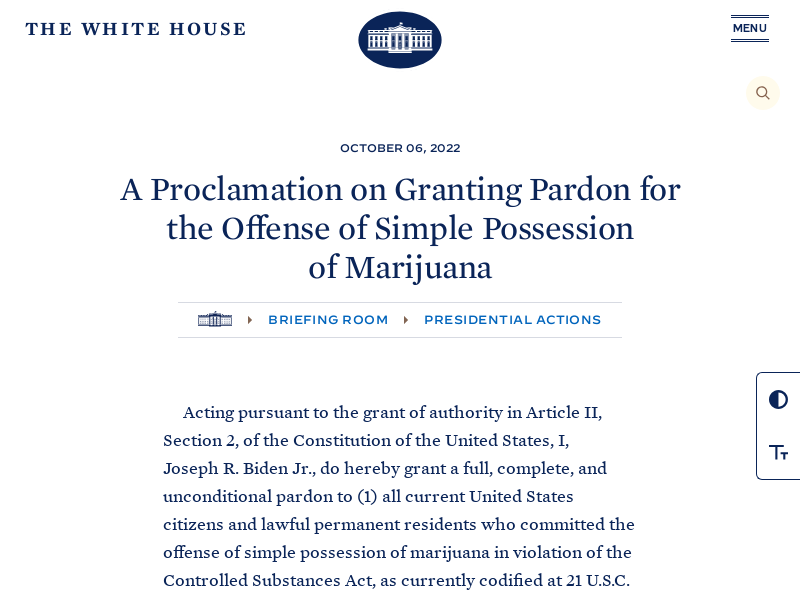 THE WHITE HOUSE
MENU
OCTOBER 06, 2022
A Proclamation on Granting Pardon for
the Offense of Simple Possession
of Marijuana
BRIEFING ROOM
PRESIDENTIAL ACTIONS
Acting pursuant to the grant of authority in Article II,
Section 2, of the Constitution of the United States, I,
Joseph R. Biden Jr., do hereby grant a full, complete, and
unconditional pardon to (1) all current United States
citizens and lawful permanent residents who committed the
offense of simple possession of marijuana in violation of the
Controlled Substances Act, as currently codified at 21 U.S.C.
TT